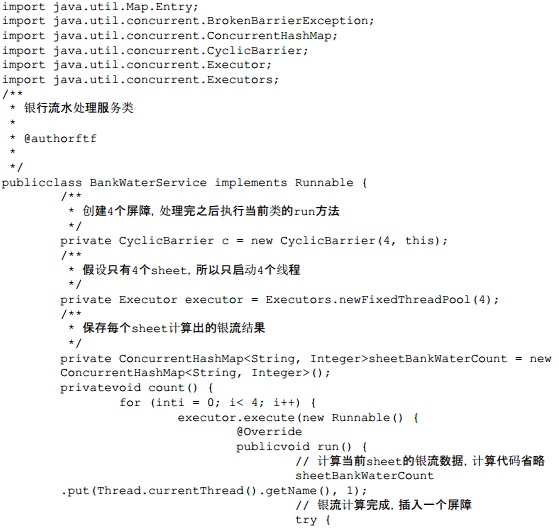 import java.util.Map.Entry;
import java.util.concurrent.BrokenBarrierException;
import java.util.concurrent.ConcurrentHashMap;
import java.util.concurrent.CyclicBarrier;
import java.util.concurrent.Executor;
import java.util.concurrent.Executors;
/**
* 银行流水处理服务类
*
* @authorftf
*
*/
publicclass BankWaterService implements Runnable {
/**
* 创建4个屏障，处理完之后执行当前类的run方法
*/
private CyclicBarrier c = new CyclicBarrier(4, this);
/**
* 假设只有4个sheet，所以只启动4个线程
*/
private Executor executor = Executors.newFixedThreadPool(4);
/**
* 保存每个sheet计算出的银流结果
*/
private ConcurrentHashMap<String, Integer>sheetBankWaterCount = new
ConcurrentHashMap<String, Integer>();
privatevoid count() {
for (inti = 0; i< 4; i++) {
executor.execute(new Runnable() {
@Override
publicvoid run() {
// 计算当前sheet的银流数据，计算代码省略
sheetBankWaterCount
.put(Thread.currentThread().getName(), 1);
// 银流计算完成，插入一个屏障
try {